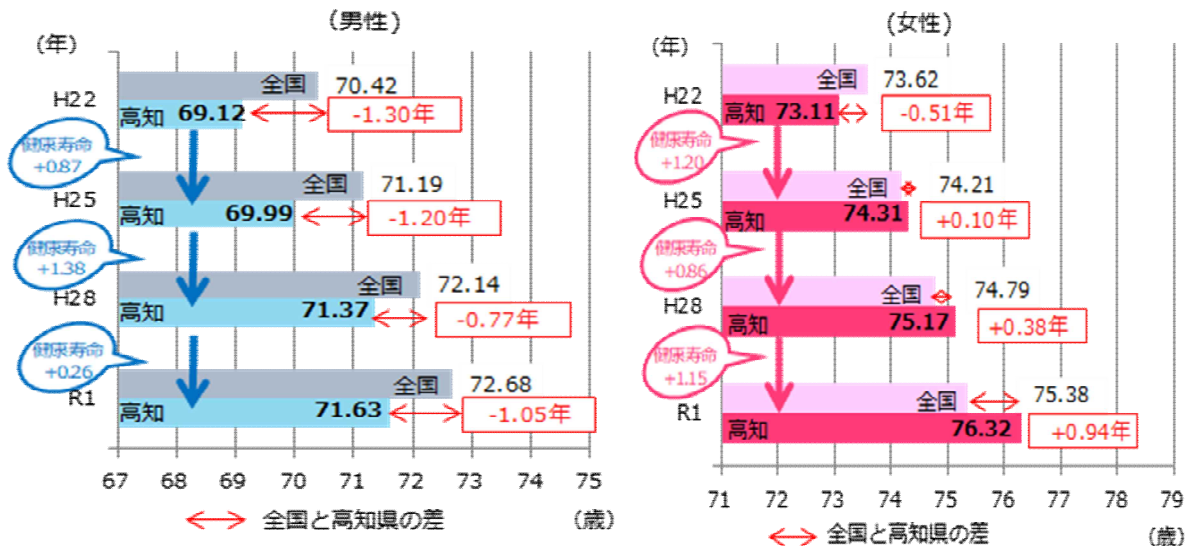 (男性)
(年)
全国 70.42
H22
高知 69.12 -1.30年
健康寿命
+0.87
全国 71.19
H25
高知 69.99 -1.20年
健康寿命
+1.38
全国 72.14
H28
高知 71.37 -0.77年
健康寿命
+0.26
全国 72.68
R1
高知 71.63 -1.05年
67 68 69 70 71 72 73 74 75
全国と高知県の差 (歳)
(女性)
(年)
全国 73.62
H22
高知 73.11 -0.51年
健康寿命
+1.20
全国 74.21
H25
高知 74.31 +0.10年
健康寿命
+0.86
全国 74.79
H28
高知 75.17 +0.38年
健康寿命
+1.15
全国 75.38
R1
高知 76.32 +0.94年
71 72 73 74 75 76 77 78 79
全国と高知県の差 (歳)